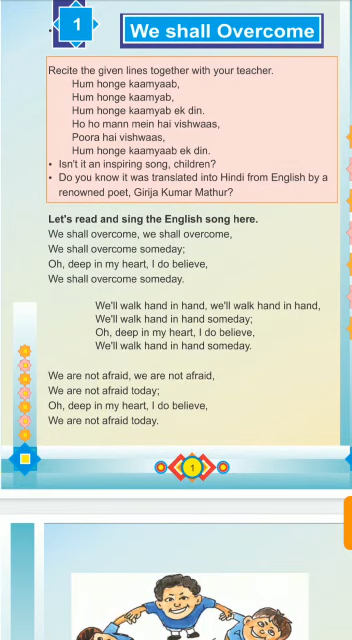 1
We shall Overcome
Recite the given lines together with your teacher.
Hum honge kaamyaab,
Hum honge kaamyab,
Hum honge kaamyab ek din.
Ho ho mann mein hai vishwaas,
Poora hai vishwaas,
Hum honge kaamyaab ek din.
• Isn't it an inspiring song, children?
• Do you know it was translated into Hindi from English by a
renowned poet, Girija Kumar Mathur?
Let's read and sing the English song here.
We shall overcome, we shall overcome,
We shall overcome someday;
Oh, deep in my heart, I do believe,
We shall overcome someday.
We'll walk hand in hand, we'll walk hand in hand,
We'll walk hand in hand someday;
Oh, deep in my heart, I do believe,
We'll walk hand in hand someday.
We are not afraid, we are not afraid,
We are not afraid today;
Oh, deep in my heart, I do believe,
We are not afraid today.
1